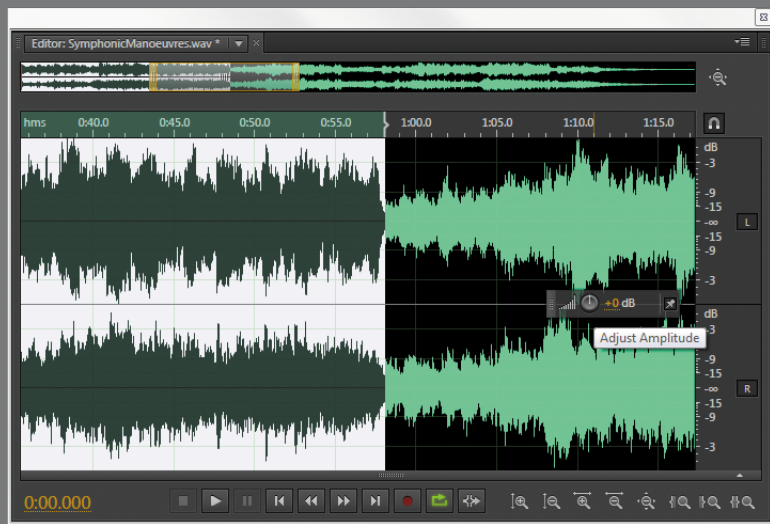 Editor: SymphonicManoeuvres.wav *
hms 0:40.0 0:45.0 0:50.0 0:55.0 1:00.0 1:05.0 1:10.0 1:15.0
dB
-3
-9
-15
-∞ L
-15
-9
-3
+0 dB
dB
-3
Adjust Amplitude
-9
-15
-∞ R
-15
-9
-3
0:00.000